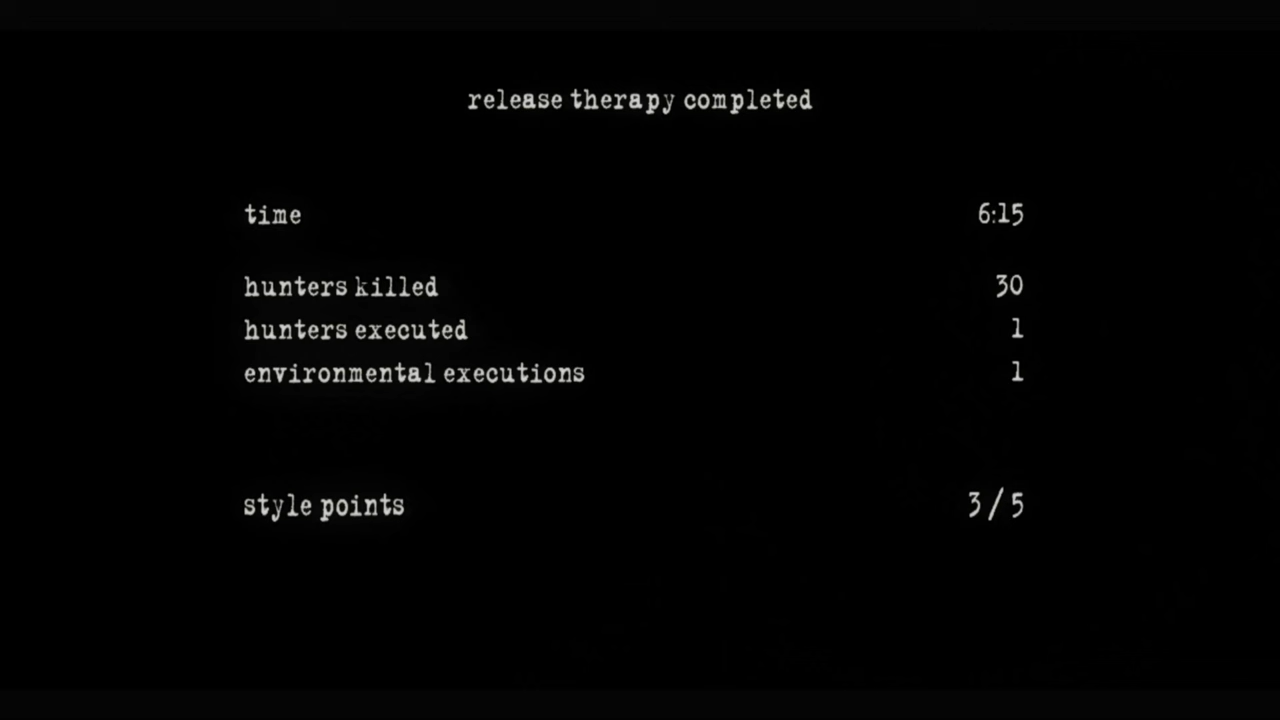 release therapy completed
time 6:15
hunters killed 30
hunters executed 1
environmental executions 1
style points 3/5